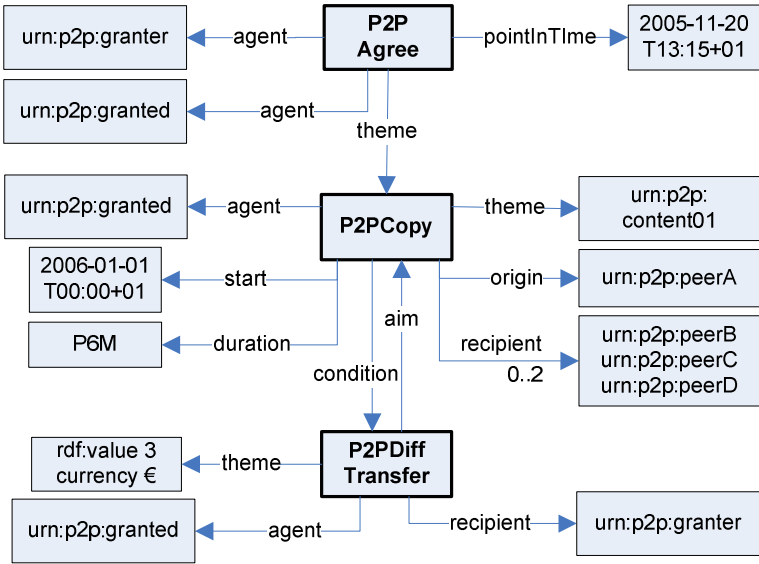 urn:p2p:granter
agent
P2P
Agree
pointInTIme
2005-11-20
T13:15+01
urn:p2p:granted
agent
theme
urn:p2p:granted
agent
P2PCopy
theme
urn:p2p:
content01
2006-01-01
T00:00+01
start
origin
urn:p2p:peerA
P6M
duration
aim
recipient
0..2
urn:p2p:peerB
urn:p2p:peerC
urn:p2p:peerD
condition
rdf:value 3
currency €
theme
P2PDiff
Transfer
urn:p2p:granted
agent
recipient
urn:p2p:granter